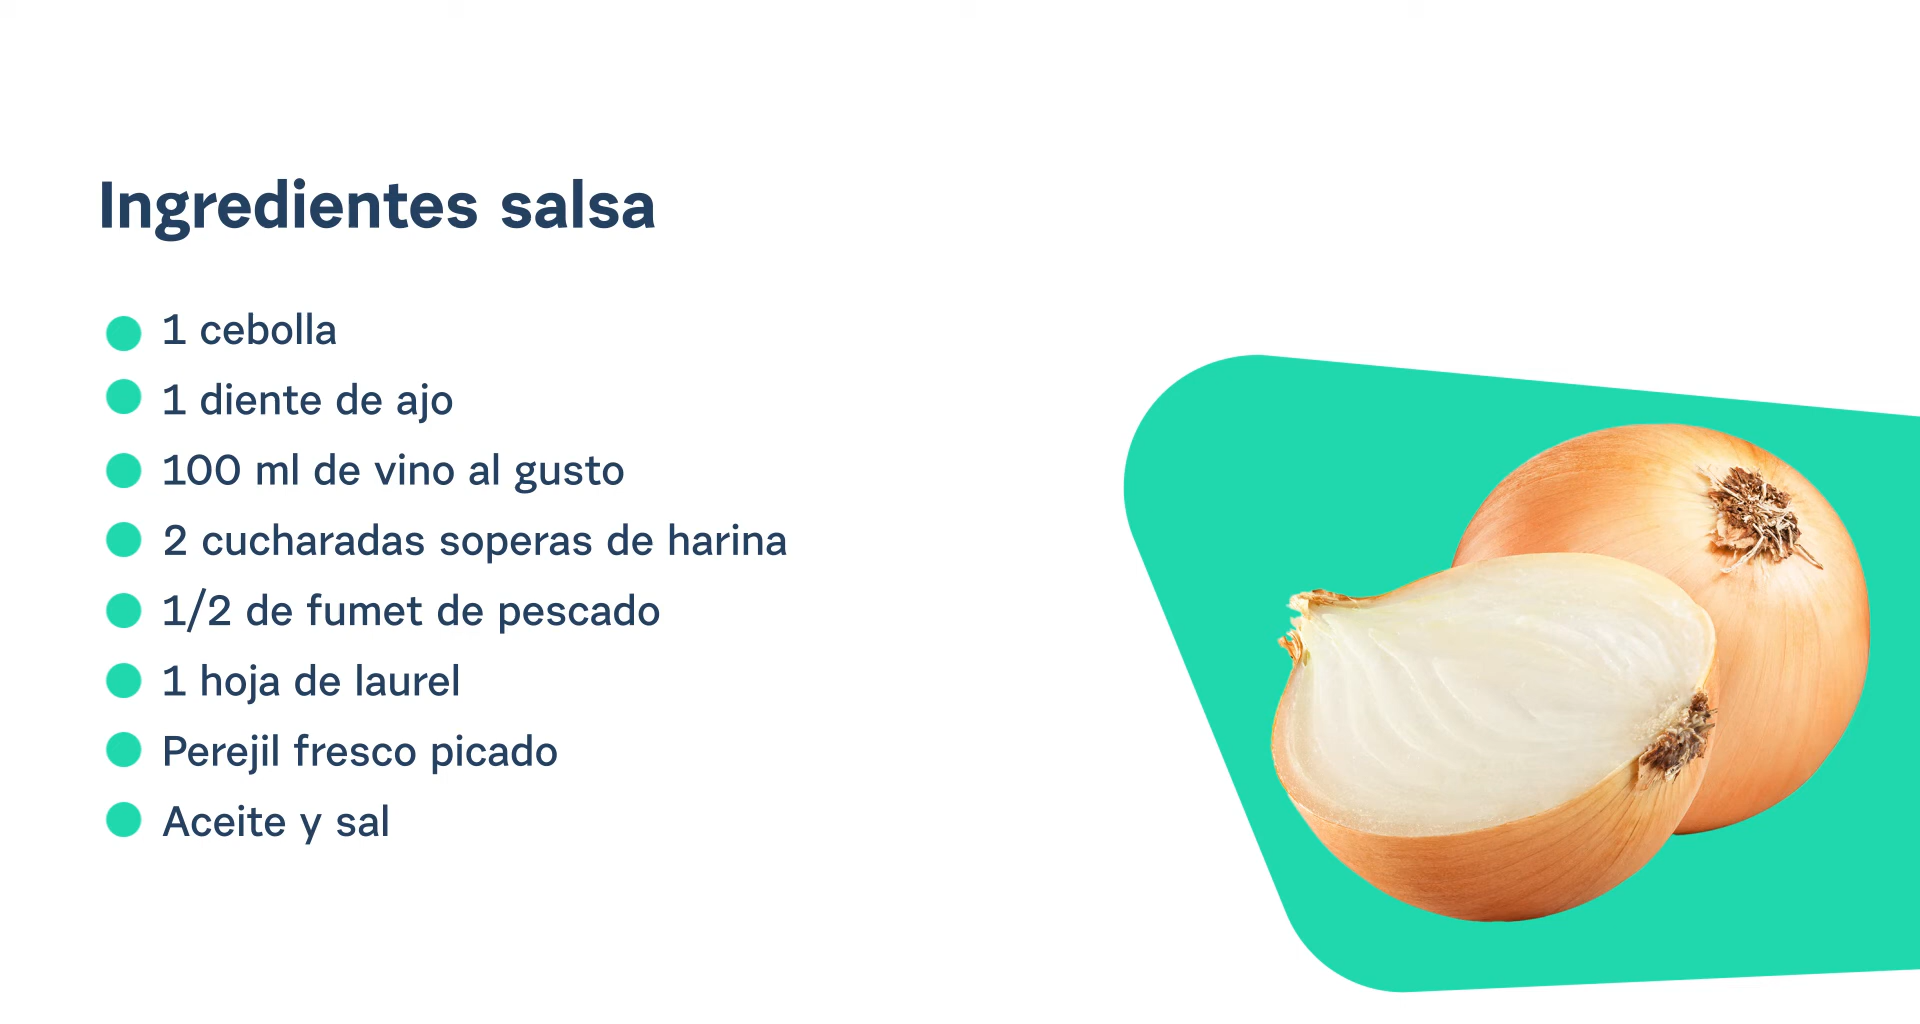 Ingredientes salsa
1 cebolla
1 diente de ajo
100 ml de vino al gusto
2 cucharadas soperas de harina
1/2 de fumet de pescado
1 hoja de laurel
Perejil fresco picado
Aceite y sal